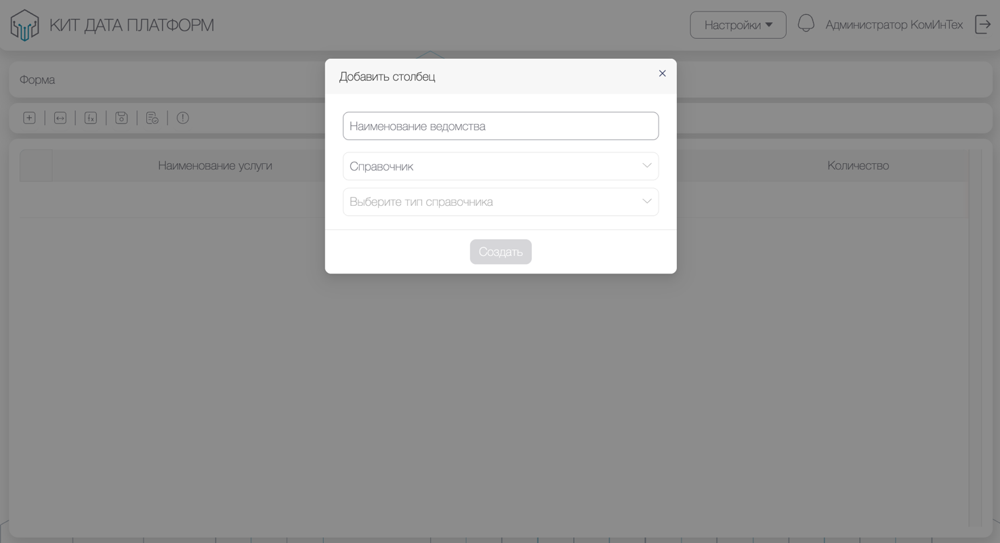 КИТ ДАТА ПЛАТФОРМ
Настройки
Администратор КомИнТех
Форма
Добавить столбец
Наименование ведомства
Справочник
Выберите тип справочника
Создать
fx
Наименование услуги
Количество